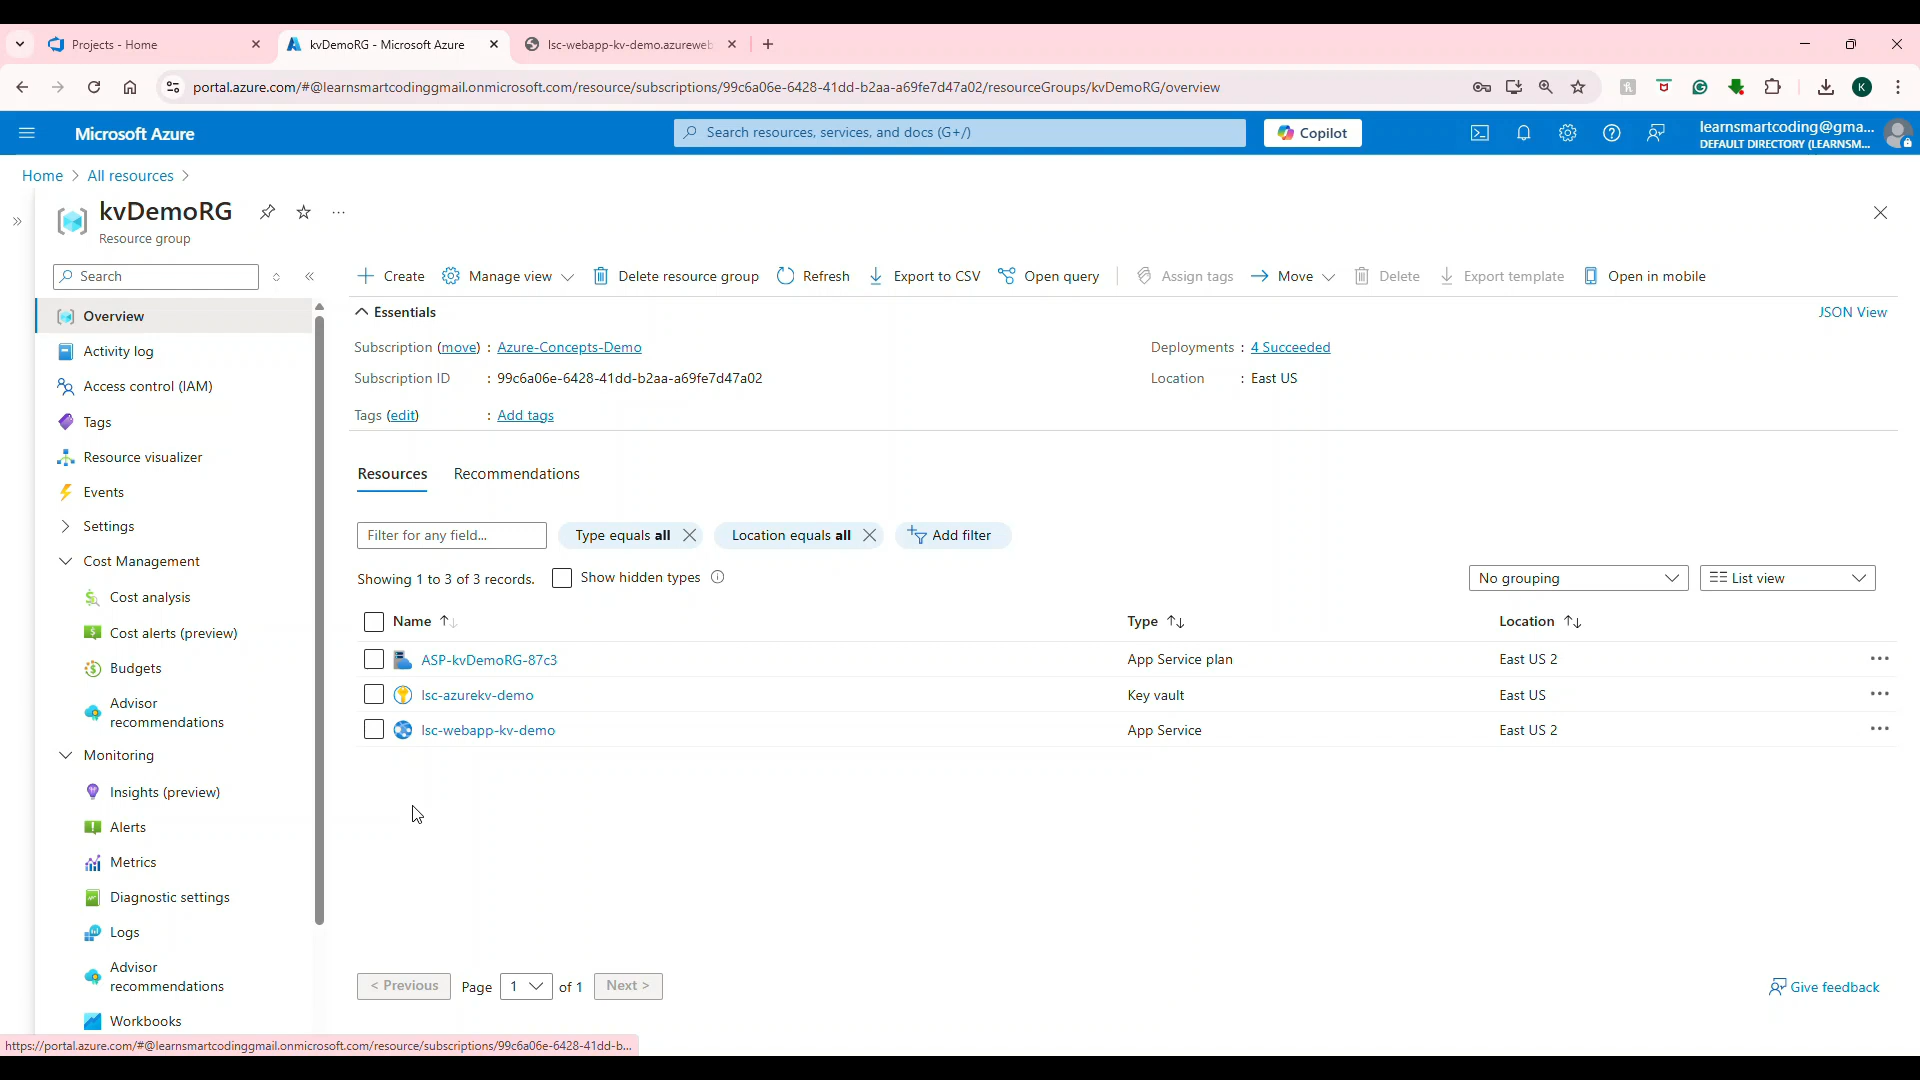 Projects - Home
kvDemoRG - Microsoft Azure
lsc-webapp-kv-demo.azureweb
portal.azure.com/#@learnsmartcodinggmail.onmicrosoft.com/resource/subscriptions/99c6a06e-6428-41dd-b2aa-a69fe7d47a02/resourceGroups/kvDemoRG/overview
K
Microsoft Azure
Search resources, services, and docs (G+/)
Copilot
learnsmartcoding@gma...
DEFAULT DIRECTORY (LEARNSM...
Home > All resources >
kvDemoRG
Resource group
Search
Create
Manage view
Delete resource group
Refresh
Export to CSV
Open query
Assign tags
Move
Delete
Export template
Open in mobile
Overview
Activity log
Access control (IAM)
Tags
Resource visualizer
Events
Settings
Cost Management
Cost analysis
Cost alerts (preview)
Budgets
Advisor
recommendations
Monitoring
Insights (preview)
Alerts
Metrics
Diagnostic settings
Logs
Advisor
recommendations
Workbooks
Essentials
JSON View
Subscription (move) : Azure-Concepts-Demo
Deployments : 4 Succeeded
Subscription ID : 99c6a06e-6428-41dd-b2aa-a69fe7d47a02
Location : East US
Tags (edit) : Add tags
Resources
Recommendations
Filter for any field...
Type equals all
Location equals all
Add filter
Showing 1 to 3 of 3 records.
Show hidden types
No grouping
List view
Name
Type
Location
ASP-kvDemoRG-87c3 App Service plan East US 2
lsc-azurekv-demo Key vault East US
lsc-webapp-kv-demo App Service East US 2
< Previous
Page 1 of 1
Next >
Give feedback
https://portal.azure.com/#@learnsmartcodinggmail.onmicrosoft.com/resource/subscriptions/99c6a06e-6428-41dd-b...